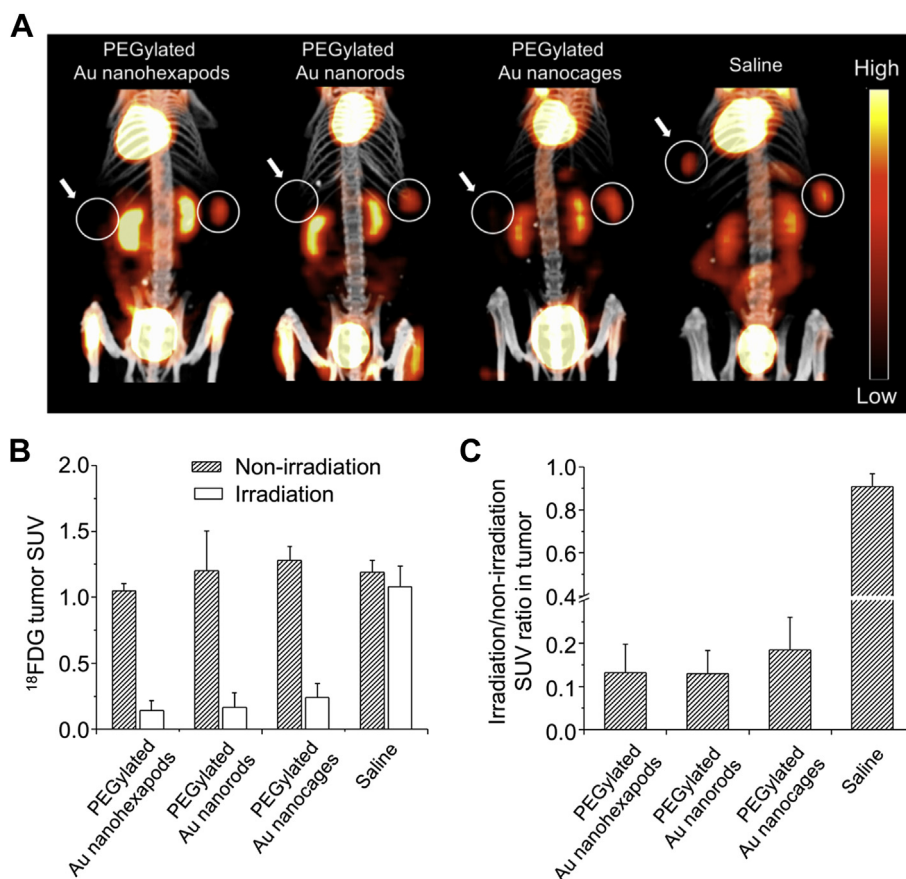 A
PEGylated
Au nanohexapods
PEGylated
Au nanorods
PEGylated
Au nanocages
Saline
High
Low
B
2.0
1.5
1.0
0.5
0.0
¹⁸FDG tumor SUV
Non-irradiation
Irradiation
PEGylated
Au nanohexapods
PEGylated
Au nanorods
PEGylated
Au nanocages
Saline
C
1.0
0.8
0.6
0.4
0.2
0.1
0.0
Irradiation/non-irradiation
SUV ratio in tumor
PEGylated
Au nanohexapods
PEGylated
Au nanorods
PEGylated
Au nanocages
Saline